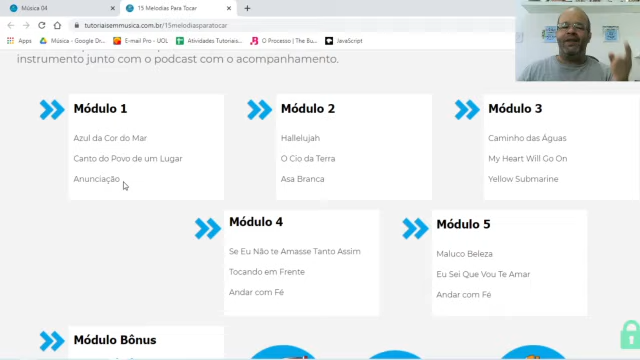 Música 04
15 Melodias Para Tocar
tutoriaisemmusica.com.br/15melodiasparatocar
Música - Google Dr...
E-mail Pro - UOL
Atividades Tutoriais...
O Processo | The Bu...
JavaScript
instrumento junto com o podcast com o acompanhamento.
Módulo 1
Azul da Cor do Mar
Canto do Povo de um Lugar
Anunciação
Módulo 2
Hallelujah
O Cio da Terra
Asa Branca
Módulo 3
Caminho das Águas
My Heart Will Go On
Yellow Submarine
Módulo 4
Se Eu Não te Amasse Tanto Assim
Tocando em Frente
Andar com Fé
Módulo 5
Maluco Beleza
Eu Sei Que Vou Te Amar
Andar com Fé
Módulo Bônus